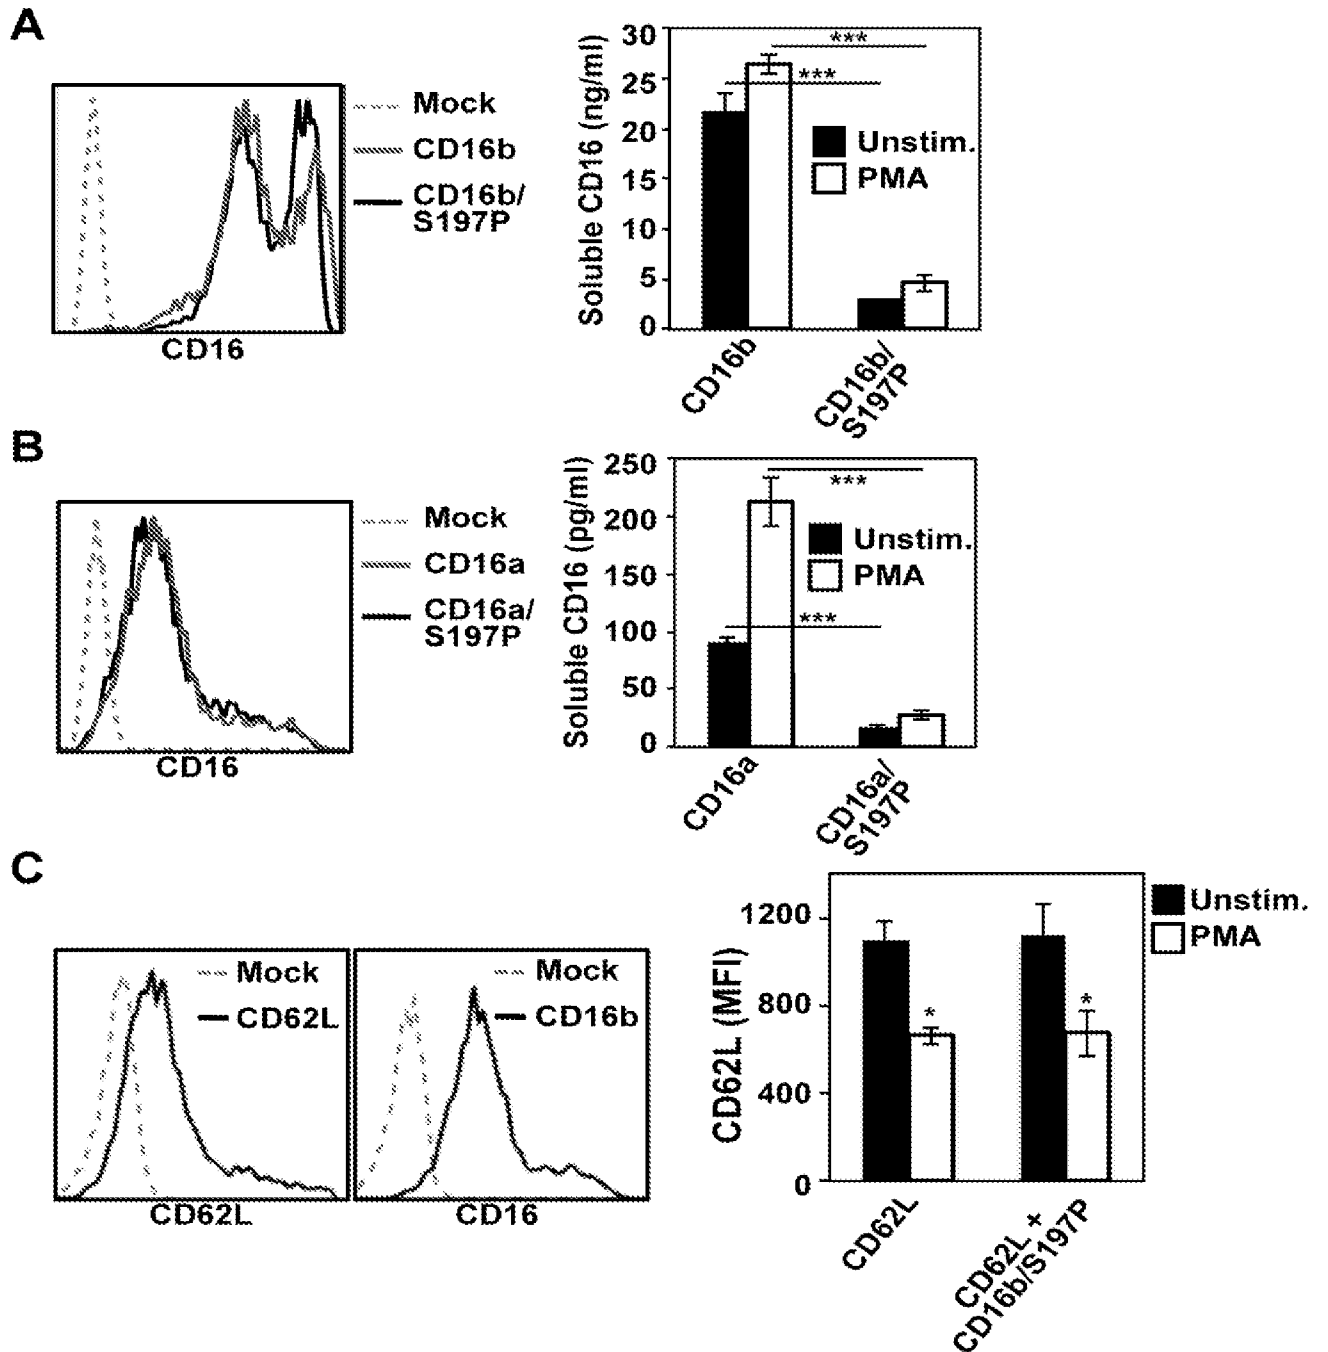 A
Mock
CD16b
CD16b/
S197P
CD16
Soluble CD16 (ng/ml)
30
25
20
15
10
5
0
***
***
Unstim.
PMA
CD16b
CD16b/
S197P
B
Mock
CD16a
CD16a/
S197P
CD16
Soluble CD16 (pg/ml)
250
200
150
100
50
0
***
***
Unstim.
PMA
CD16a
CD16a/
S197P
C
Mock
CD62L
CD62L
Mock
CD16b
CD16
CD62L (MFI)
1200
800
400
0
*
*
Unstim.
PMA
CD62L
CD62L +
CD16b/S197P